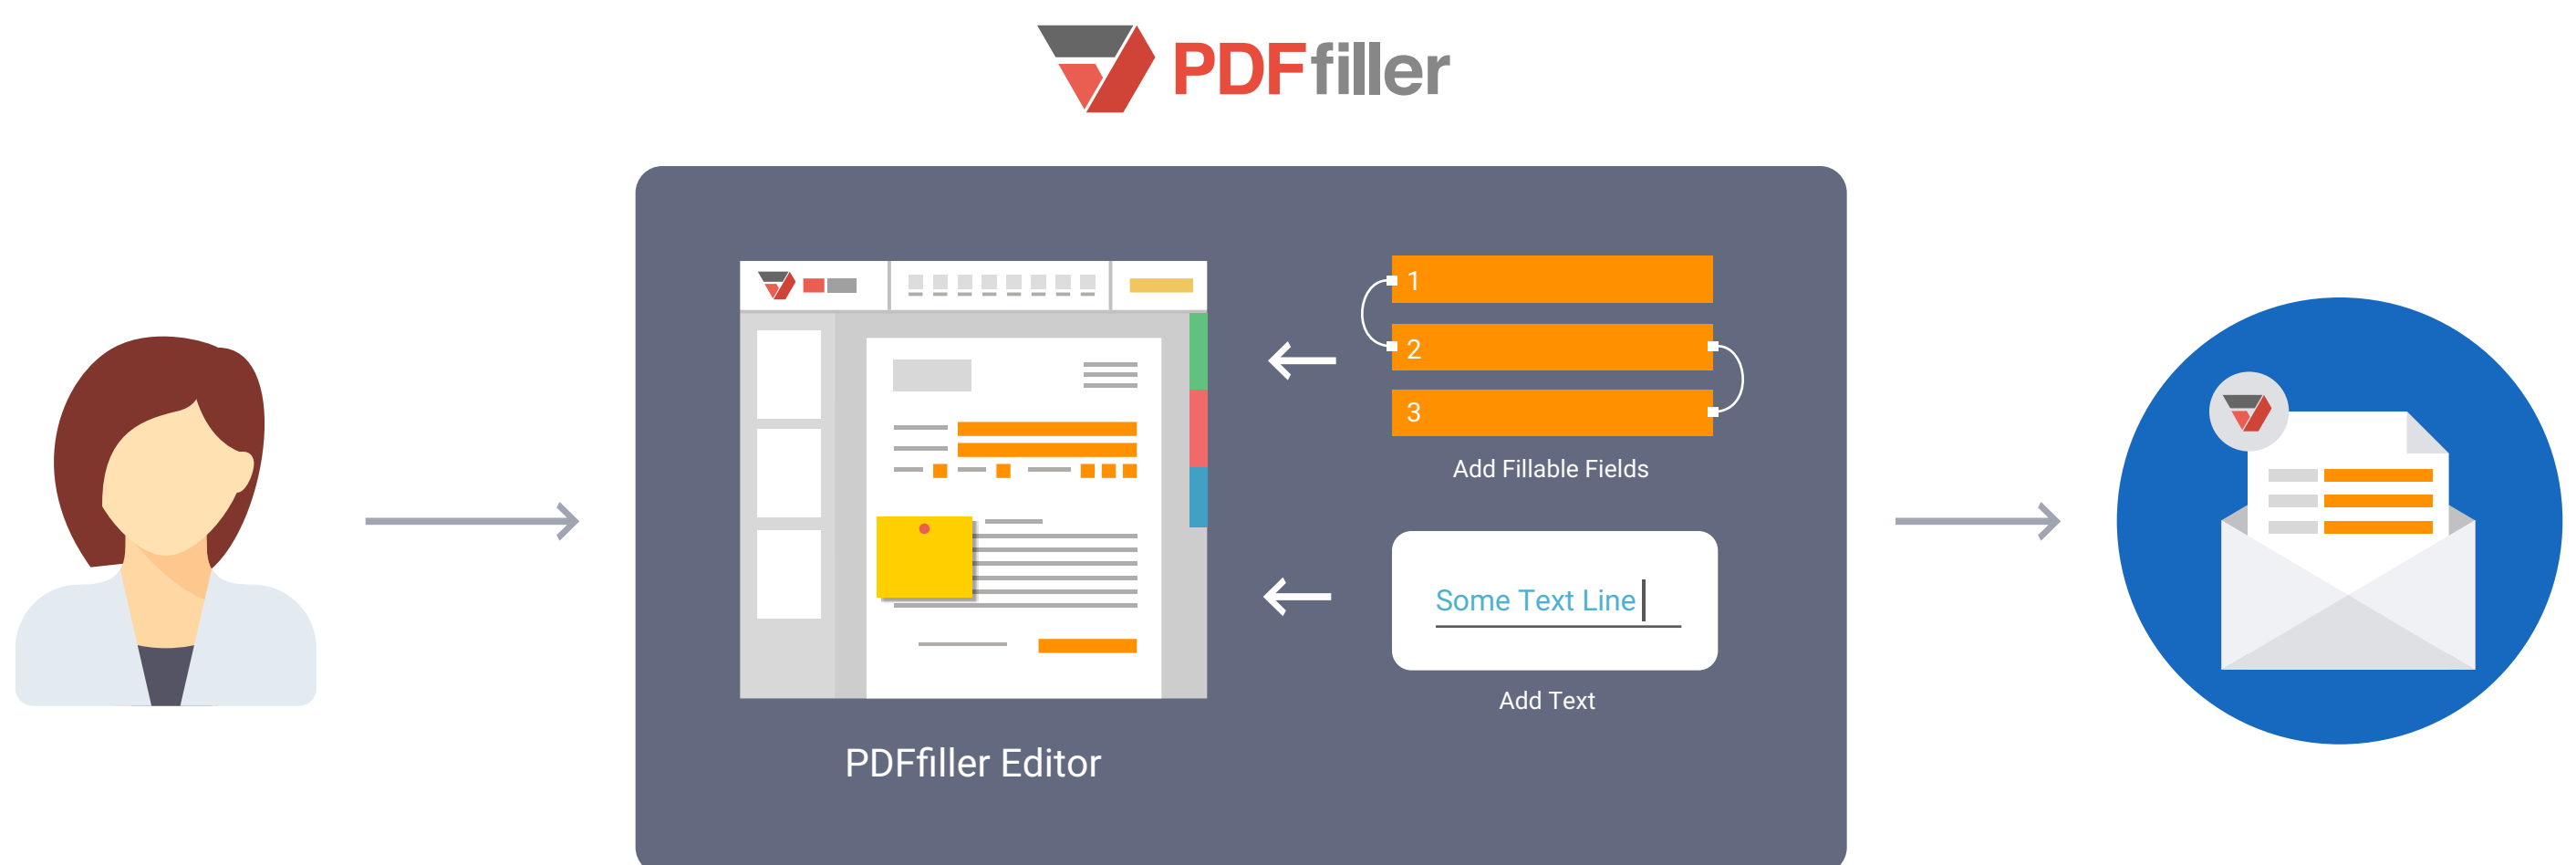 PDFfiller
1
2
3
Add Fillable Fields
Some Text Line
Add Text
PDFfiller Editor